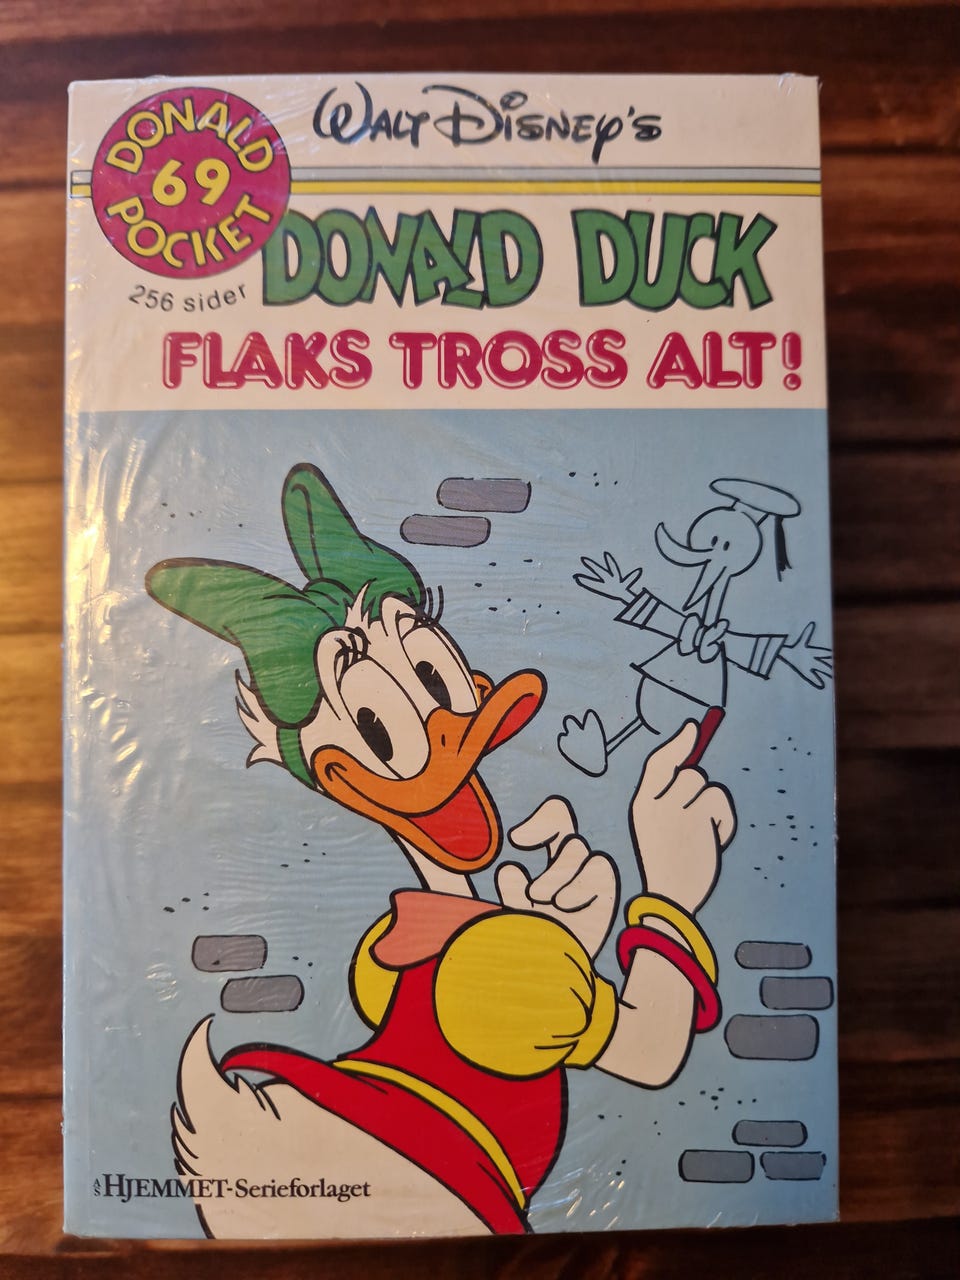 WALT DISNEY'S
DONALD
69
POCKET
256 sider
DONALD DUCK
FLAKS TROSS ALT!
A/S HJEMMET-Serieforlaget